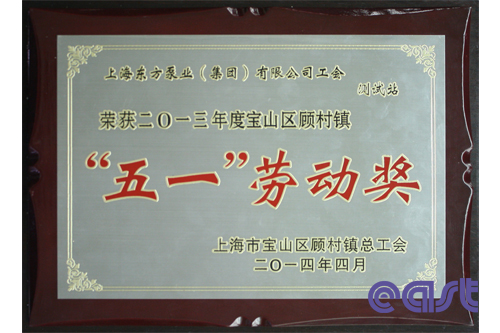 上海东方泵业（集团）有限公司工会
测试站
荣获二〇一三年度宝山区顾村镇
“五一”劳动奖
上海市宝山区顾村镇总工会
二〇一四年四月
east